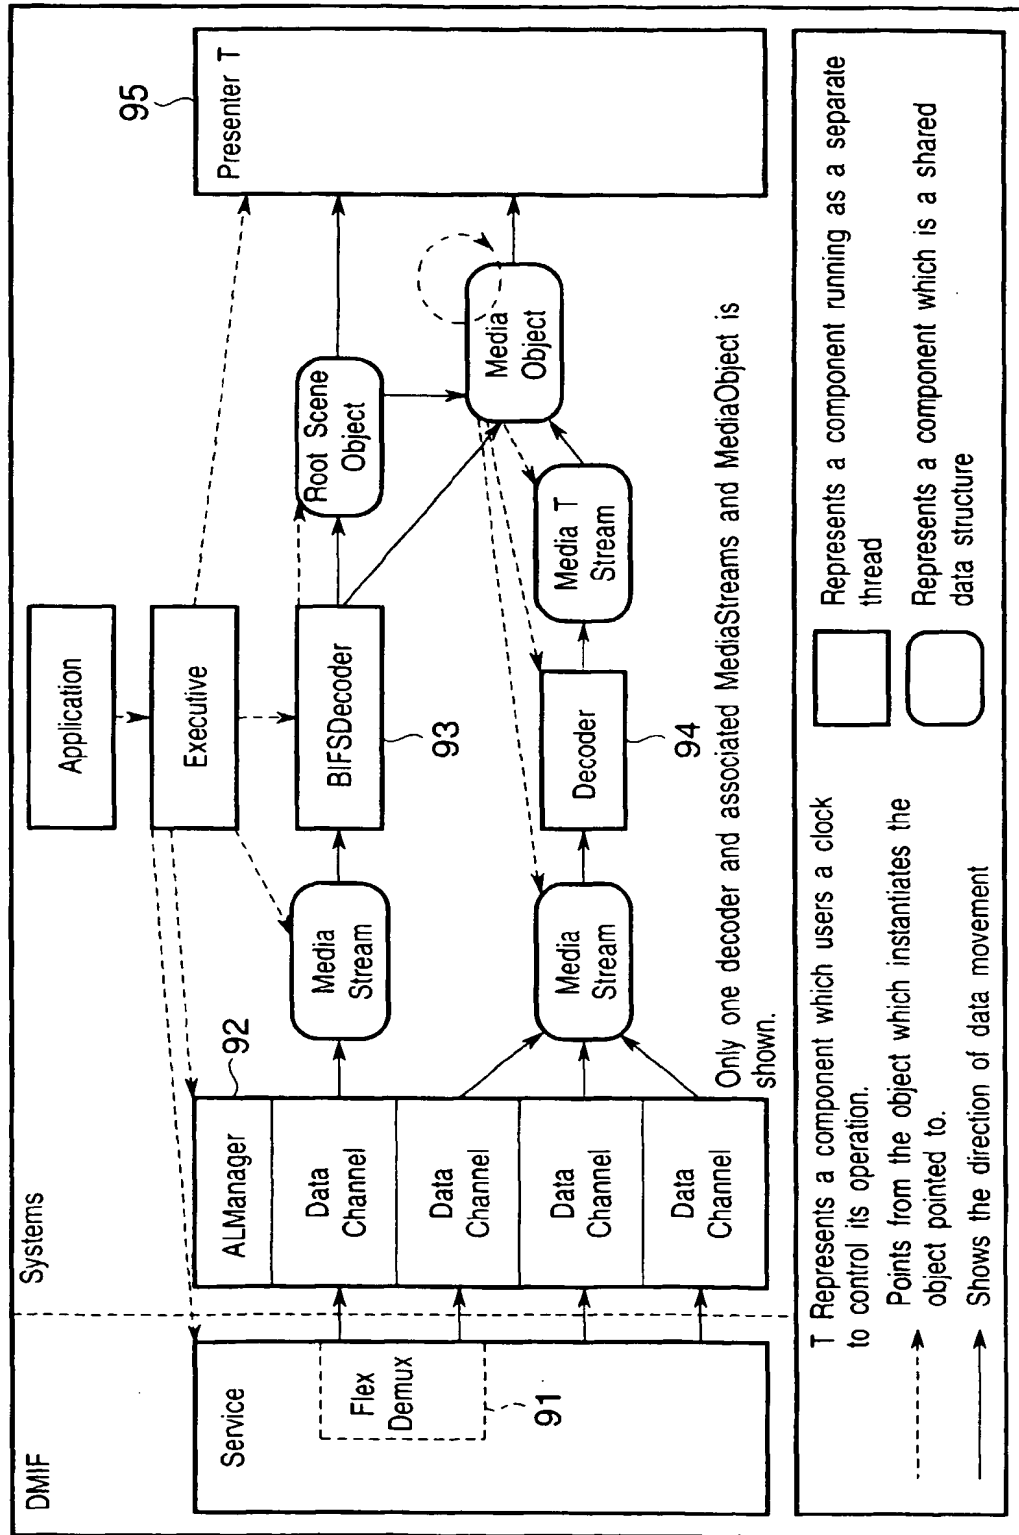 DMIF
Systems
Service
Flex
Demux
91
ALManager
92
Data
Channel
Data
Channel
Data
Channel
Data
Channel
Application
Executive
Media
Stream
BIFSDecoder
93
Root Scene
Object
Media
Stream
Decoder
94
Media T
Stream
Media
Object
Presenter T
95
Only one decoder and associated MediaStreams and MediaObject is
shown.
T Represents a component which users a clock
to control its operation.
Points from the object which instantiates the
object pointed to.
Shows the direction of data movement
Represents a component running as a separate
thread
Represents a component which is a shared
data structure